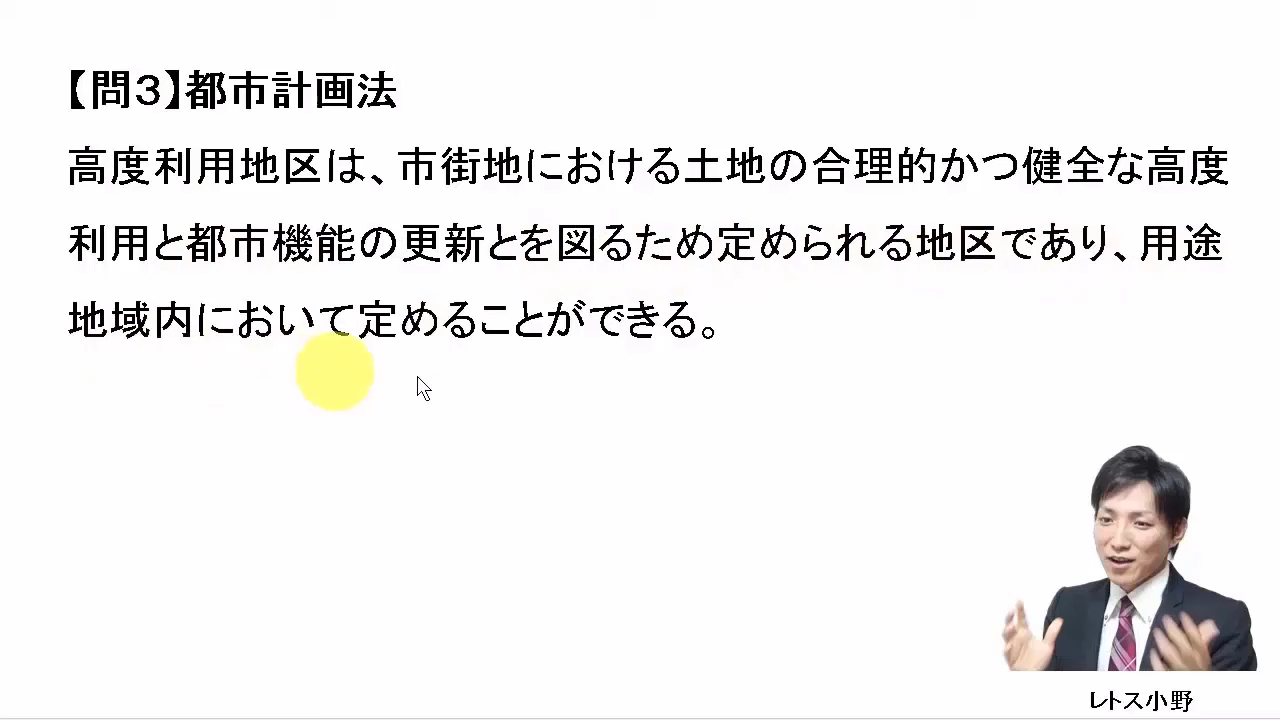 【問３】都市計画法
高度利用地区は、市街地における土地の合理的かつ健全な高度
利用と都市機能の更新とを図るため定められる地区であり、用途
地域内において定めることができる。
レトス小野